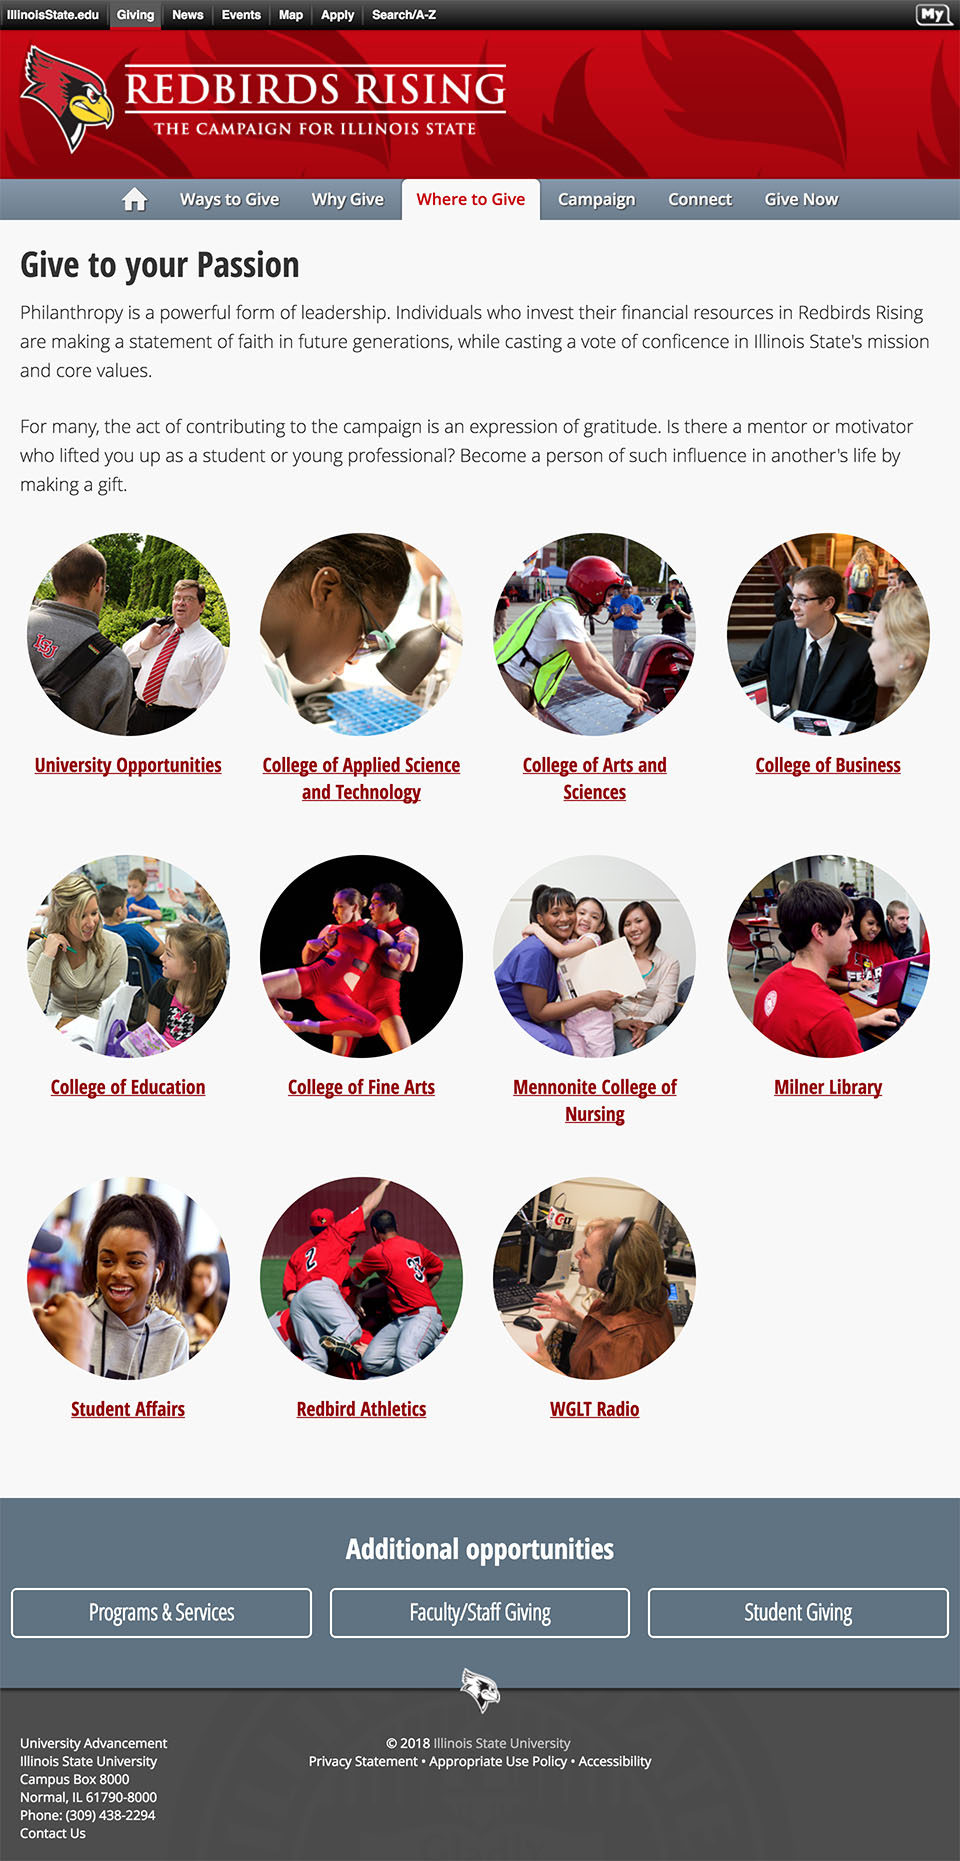 IllinoisState.edu Giving News Events Map Apply Search/A-Z My
REDBIRDS RISING
THE CAMPAIGN FOR ILLINOIS STATE
Ways to Give Why Give Where to Give Campaign Connect Give Now
Give to your Passion
Philanthropy is a powerful form of leadership. Individuals who invest their financial resources in Redbirds Rising
are making a statement of faith in future generations, while casting a vote of conficence in Illinois State's mission
and core values.
For many, the act of contributing to the campaign is an expression of gratitude. Is there a mentor or motivator
who lifted you up as a student or young professional? Become a person of such influence in another's life by
making a gift.
ISU
University Opportunities
College of Applied Science
and Technology
College of Arts and
Sciences
College of Business
FEAR
College of Education
College of Fine Arts
Mennonite College of
Nursing
Milner Library
2
3
Student Affairs
Redbird Athletics
WGLT Radio
Additional opportunities
Programs & Services
Faculty/Staff Giving
Student Giving
University Advancement
Illinois State University
Campus Box 8000
Normal, IL 61790-8000
Phone: (309) 438-2294
Contact Us
© 2018 Illinois State University
Privacy Statement • Appropriate Use Policy • Accessibility